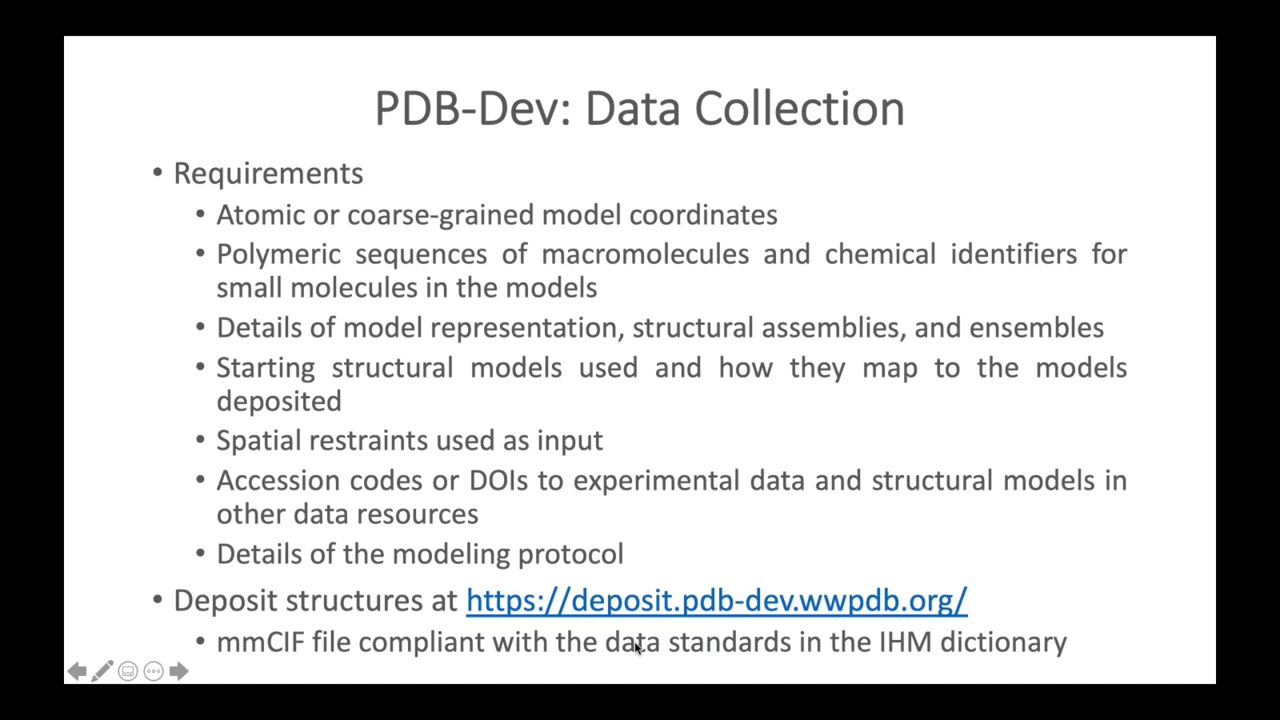 PDB-Dev: Data Collection
• Requirements
• Atomic or coarse-grained model coordinates
• Polymeric sequences of macromolecules and chemical identifiers for
small molecules in the models
• Details of model representation, structural assemblies, and ensembles
• Starting structural models used and how they map to the models
deposited
• Spatial restraints used as input
• Accession codes or DOIs to experimental data and structural models in
other data resources
• Details of the modeling protocol
• Deposit structures at https://deposit.pdb-dev.wwpdb.org/
• mmCIF file compliant with the data standards in the IHM dictionary